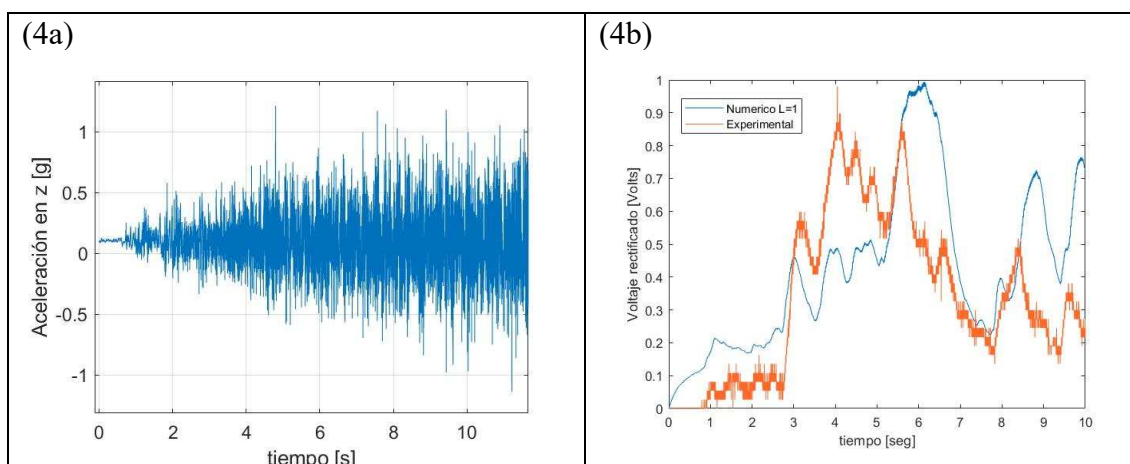 (4a)
Aceleración en z [g]
1
0.5
0
-0.5
-1
0 2 4 6 8 10
tiempo [s]
(4b)
Voltaje rectificado [Volts]
1
0.9
0.8
0.7
0.6
0.5
0.4
0.3
0.2
0.1
0
Numerico L=1
Experimental
0 1 2 3 4 5 6 7 8 9 10
tiempo [seg]